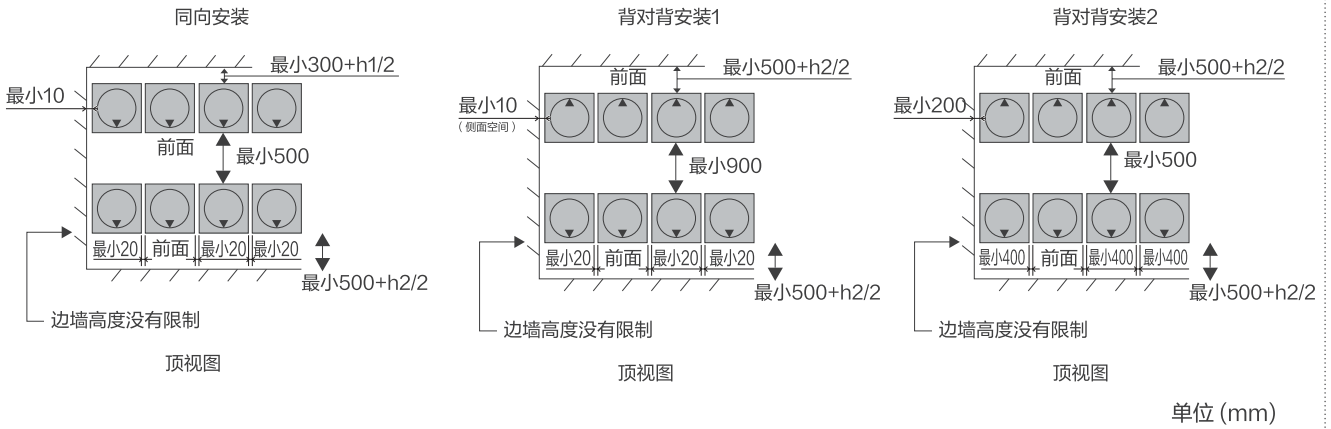 同向安装
最小300+h1/2
最小10
前面
最小500
最小20
前面
最小20
最小20
最小500+h2/2
边墙高度没有限制
顶视图
背对背安装1
前面
最小500+h2/2
最小10
（侧面空间）
最小900
最小20
前面
最小20
最小20
最小500+h2/2
边墙高度没有限制
顶视图
背对背安装2
前面
最小500+h2/2
最小200
最小500
最小400
前面
最小400
最小400
最小500+h2/2
边墙高度没有限制
顶视图
单位 (mm)